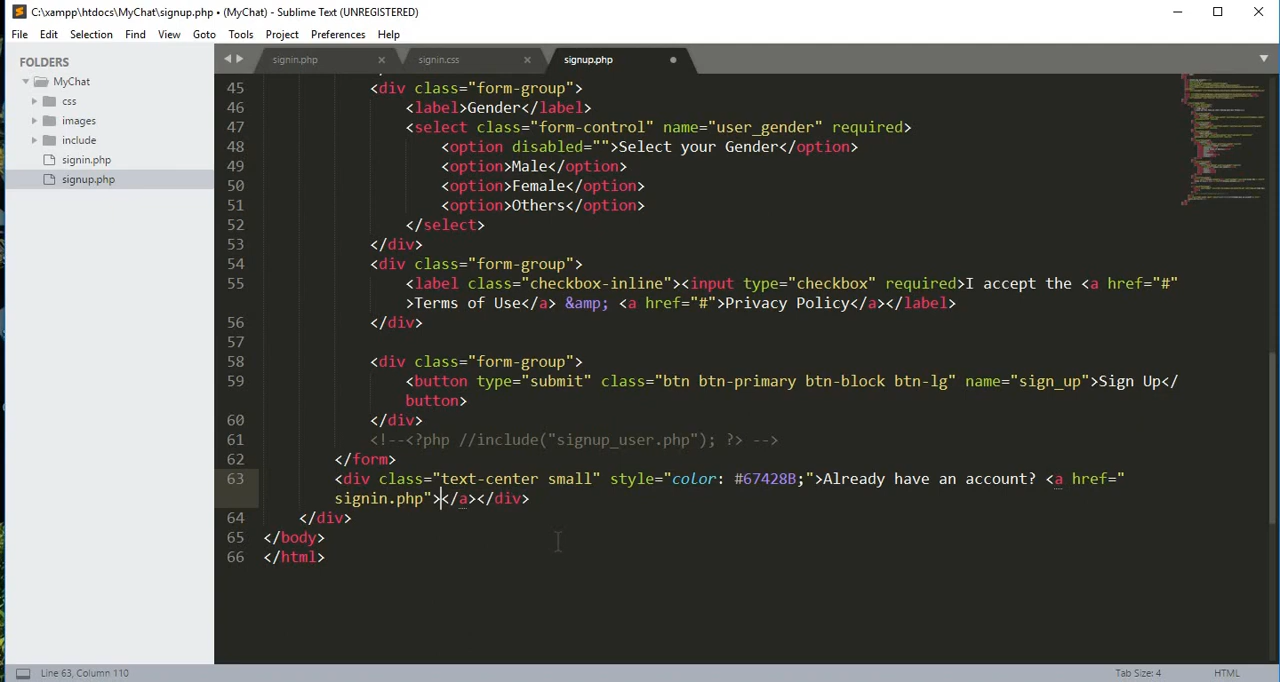 C:\xampp\htdocs\MyChat\signup.php • (MyChat) - Sublime Text (UNREGISTERED)
File Edit Selection Find View Goto Tools Project Preferences Help
FOLDERS
MyChat
css
images
include
signin.php
signup.php
signin.php signin.css signup.php
45 <div class="form-group">
46 <label>Gender</label>
47 <select class="form-control" name="user_gender" required>
48 <option disabled="">Select your Gender</option>
49 <option>Male</option>
50 <option>Female</option>
51 <option>Others</option>
52 </select>
53 </div>
54 <div class="form-group">
55 <label class="checkbox-inline"><input type="checkbox" required>I accept the <a href="#"
>Terms of Use</a> &amp; <a href="#">Privacy Policy</a></label>
56 </div>
57
58 <div class="form-group">
59 <button type="submit" class="btn btn-primary btn-block btn-lg" name="sign_up">Sign Up</
button>
60 </div>
61 <!--<?php //include("signup_user.php"); ?> -->
62 </form>
63 <div class="text-center small" style="color: #67428B;">Already have an account? <a href="
signin.php"></a></div>
64 </div>
65 </body>
66 </html>
Line 63, Column 110 Tab Size: 4 HTML